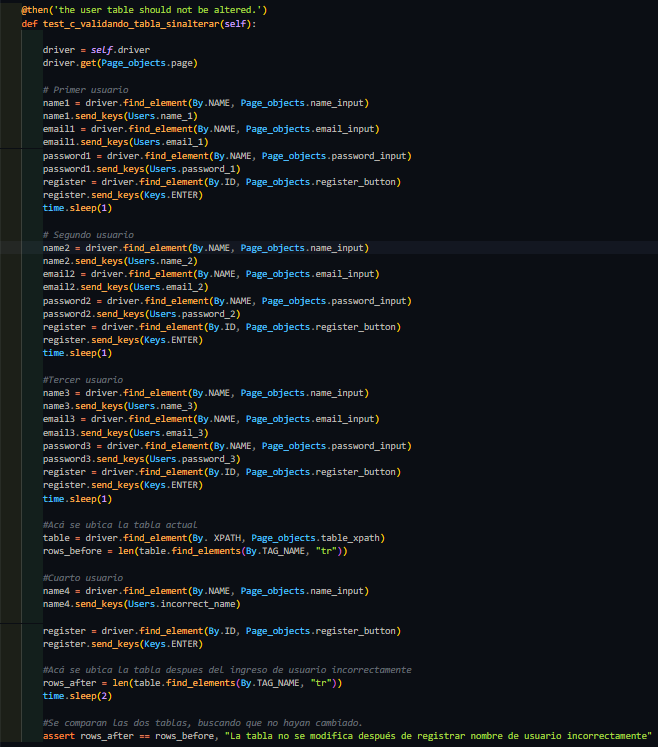 @then('the user table should not be altered.')
def test_c_validando_tabla_sinalterar(self):
driver = self.driver
driver.get(Page_objects.page)
# Primer usuario
name1 = driver.find_element(By.NAME, Page_objects.name_input)
name1.send_keys(Users.name_1)
email1 = driver.find_element(By.NAME, Page_objects.email_input)
email1.send_keys(Users.email_1)
password1 = driver.find_element(By.NAME, Page_objects.password_input)
password1.send_keys(Users.password_1)
register = driver.find_element(By.ID, Page_objects.register_button)
register.send_keys(Keys.ENTER)
time.sleep(1)
# Segundo usuario
name2 = driver.find_element(By.NAME, Page_objects.name_input)
name2.send_keys(Users.name_2)
email2 = driver.find_element(By.NAME, Page_objects.email_input)
email2.send_keys(Users.email_2)
password2 = driver.find_element(By.NAME, Page_objects.password_input)
password2.send_keys(Users.password_2)
register = driver.find_element(By.ID, Page_objects.register_button)
register.send_keys(Keys.ENTER)
time.sleep(1)
#Tercer usuario
name3 = driver.find_element(By.NAME, Page_objects.name_input)
name3.send_keys(Users.name_3)
email3 = driver.find_element(By.NAME, Page_objects.email_input)
email3.send_keys(Users.email_3)
password3 = driver.find_element(By.NAME, Page_objects.password_input)
password3.send_keys(Users.password_3)
register = driver.find_element(By.ID, Page_objects.register_button)
register.send_keys(Keys.ENTER)
time.sleep(1)
#Acá se ubica la tabla actual
table = driver.find_element(By. XPATH, Page_objects.table_xpath)
rows_before = len(table.find_elements(By.TAG_NAME, "tr"))
#Cuarto usuario
name4 = driver.find_element(By.NAME, Page_objects.name_input)
name4.send_keys(Users.incorrect_name)
register = driver.find_element(By.ID, Page_objects.register_button)
register.send_keys(Keys.ENTER)
#Acá se ubica la tabla despues del ingreso de usuario incorrectamente
rows_after = len(table.find_elements(By.TAG_NAME, "tr"))
time.sleep(2)
#Se comparan las dos tablas, buscando que no hayan cambiado.
assert rows_after == rows_before, "La tabla no se modifica después de registrar nombre de usuario incorrectamente"